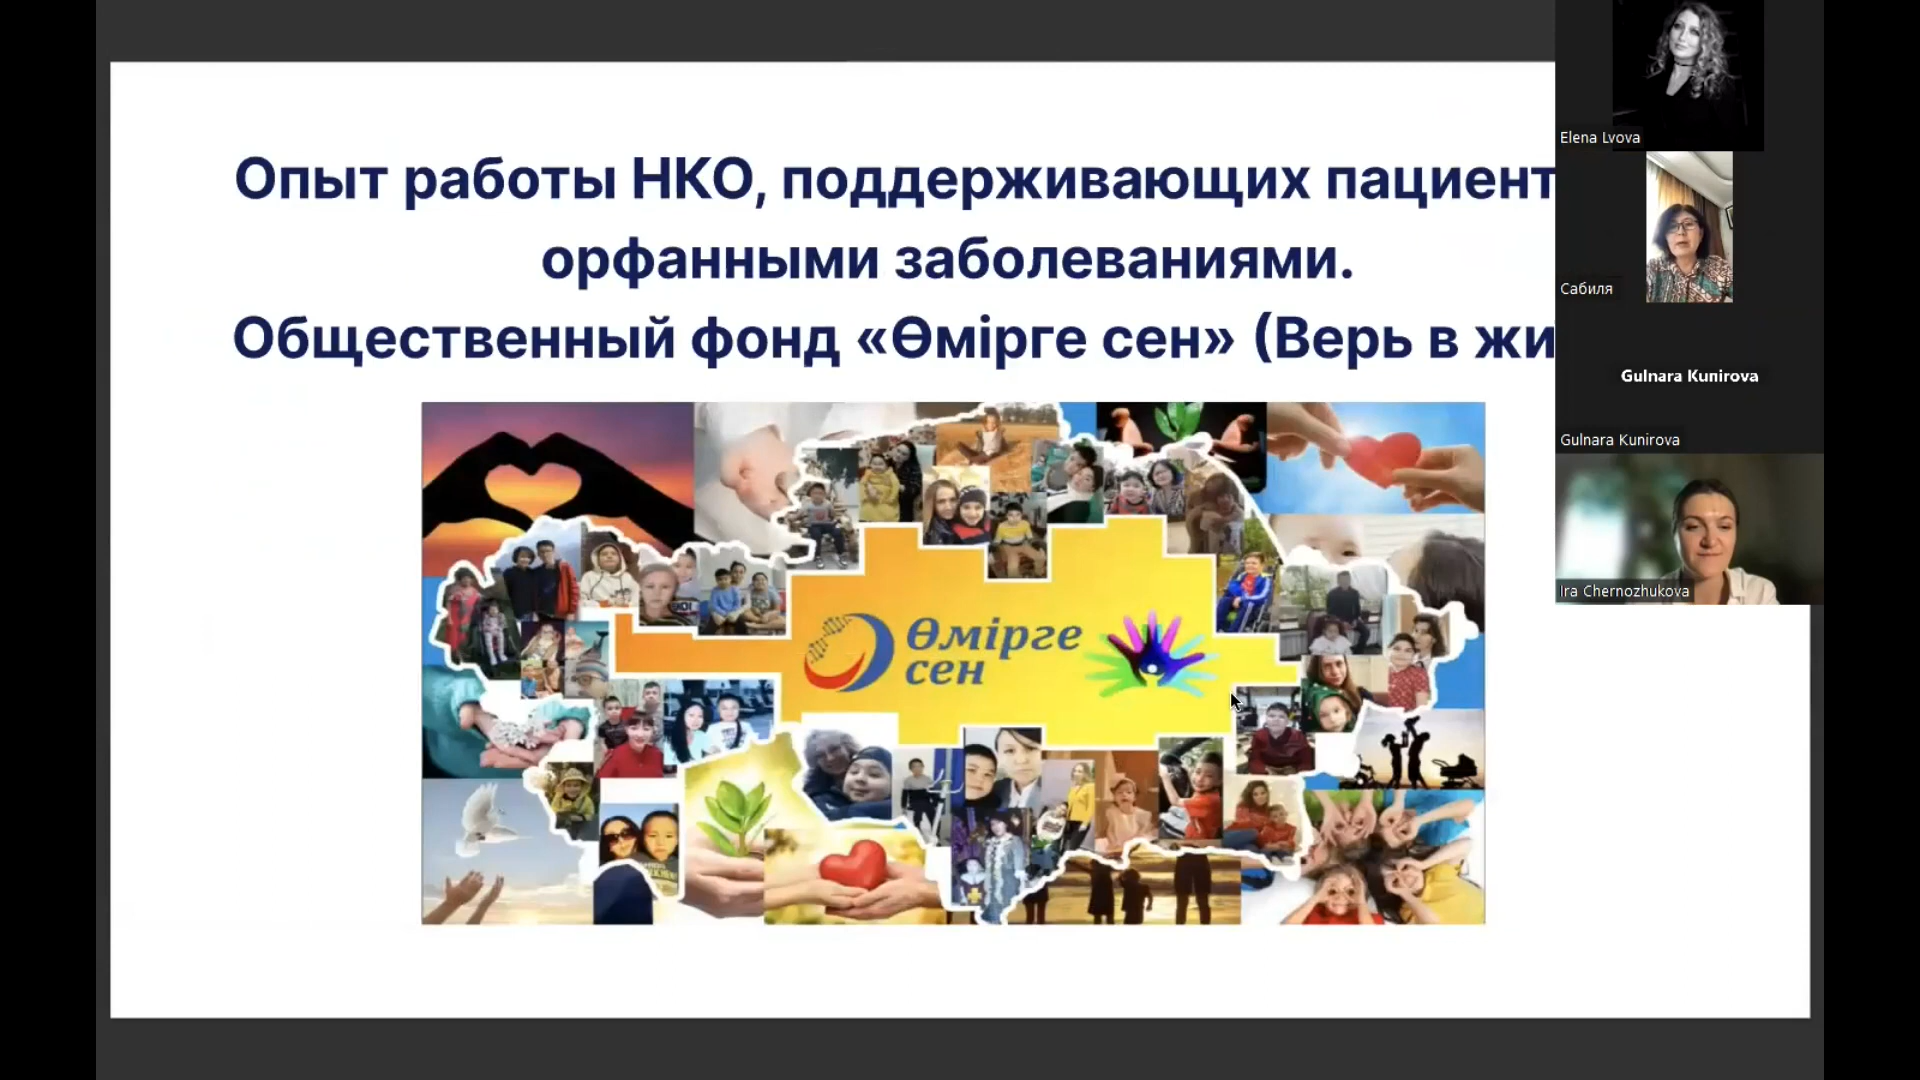 Опыт работы НКО, поддерживающих пациент
орфанными заболеваниями.
Общественный фонд «Өмірге сен» (Верь в жи
Өмірге
сен
Elena Lvova
Сабиля
Gulnara Kunirova
Gulnara Kunirova
Ira Chernozhukova